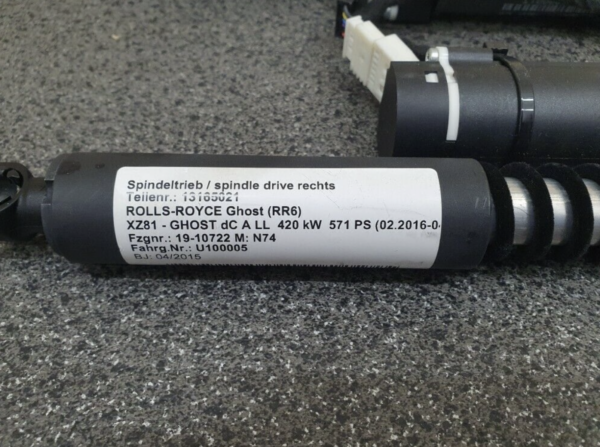 Spindeltrieb / spindle drive rechts
Teilenr.: 13165021
ROLLS-ROYCE Ghost (RR6)
XZ81 - GHOST dC A LL 420 kW 571 PS (02.2016-0
Fzgnr.: 19-10722 M: N74
Fahrg.Nr.: U100005
BJ: 04/2015